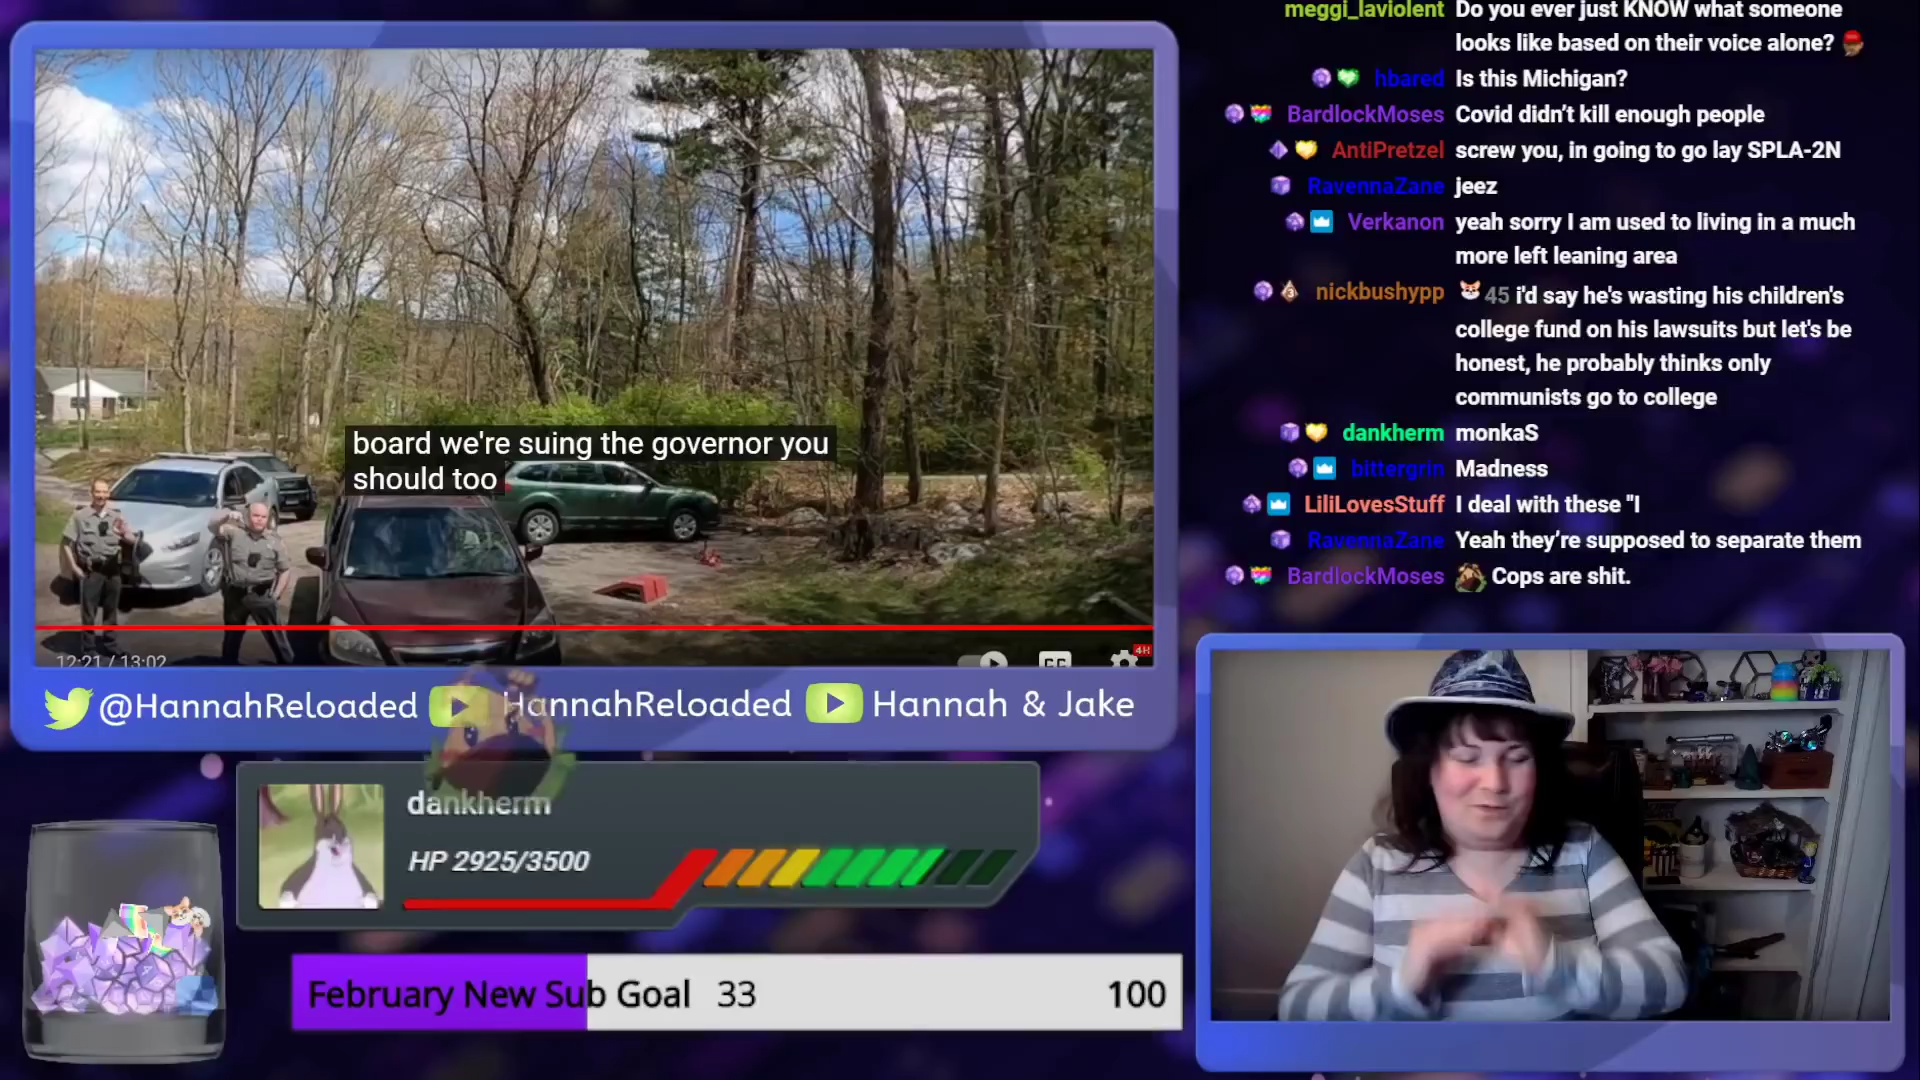 board we're suing the governor you
should too
12:21 / 13:02
CC
@HannahReloaded HannahReloaded Hannah & Jake
dankherm
HP 2925/3500
February New Sub Goal 33 100
meggi_laviolent Do you ever just KNOW what someone
looks like based on their voice alone?
hbared Is this Michigan?
BardlockMoses Covid didn't kill enough people
AntiPretzel screw you, in going to go lay SPLA-2N
RavennaZane jeez
Verkanon yeah sorry I am used to living in a much
more left leaning area
nickbushypp 45 i'd say he's wasting his children's
college fund on his lawsuits but let's be
honest, he probably thinks only
communists go to college
dankherm monkaS
bittergrin Madness
LiliLovesStuff I deal with these "I
RavennaZane Yeah they're supposed to separate them
BardlockMoses Cops are shit.